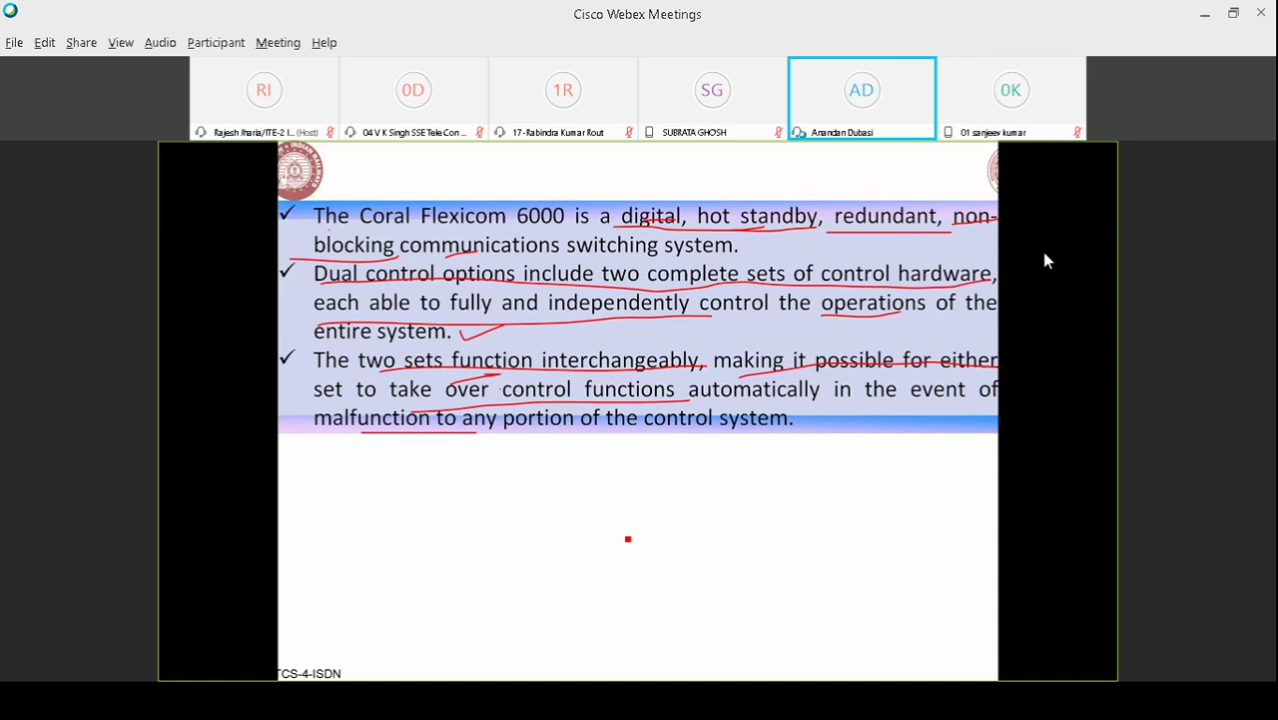 Cisco Webex Meetings
File Edit Share View Audio Participant Meeting Help
RI 0D 1R SG AD 0K
Rajesh Jharia/ITE-2 I... (Host) 04 V K Singh SSE Tele Con ... 17-Rabindra Kumar Rout SUBRATA GHOSH Anandan Dubasi 01 sanjeev kumar
The Coral Flexicom 6000 is a digital, hot standby, redundant, non-
blocking communications switching system.
Dual control options include two complete sets of control hardware,
each able to fully and independently control the operations of the
entire system.
The two sets function interchangeably, making it possible for either
set to take over control functions automatically in the event of
malfunction to any portion of the control system.
TCS-4-ISDN